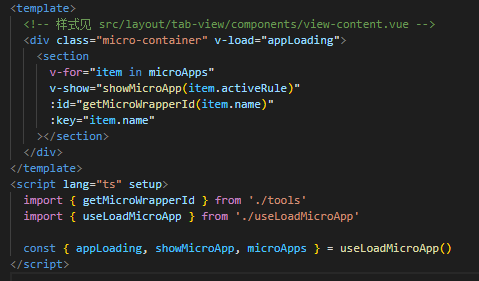 <template>
<!-- 样式见 src/layout/tab-view/components/view-content.vue -->
<div class="micro-container" v-load="appLoading">
<section
v-for="item in microApps"
v-show="showMicroApp(item.activeRule)"
:id="getMicroWrapperId(item.name)"
:key="item.name"
></section>
</div>
</template>
<script lang="ts" setup>
import { getMicroWrapperId } from './tools'
import { useLoadMicroApp } from './useLoadMicroApp'
const { appLoading, showMicroApp, microApps } = useLoadMicroApp()
</script>